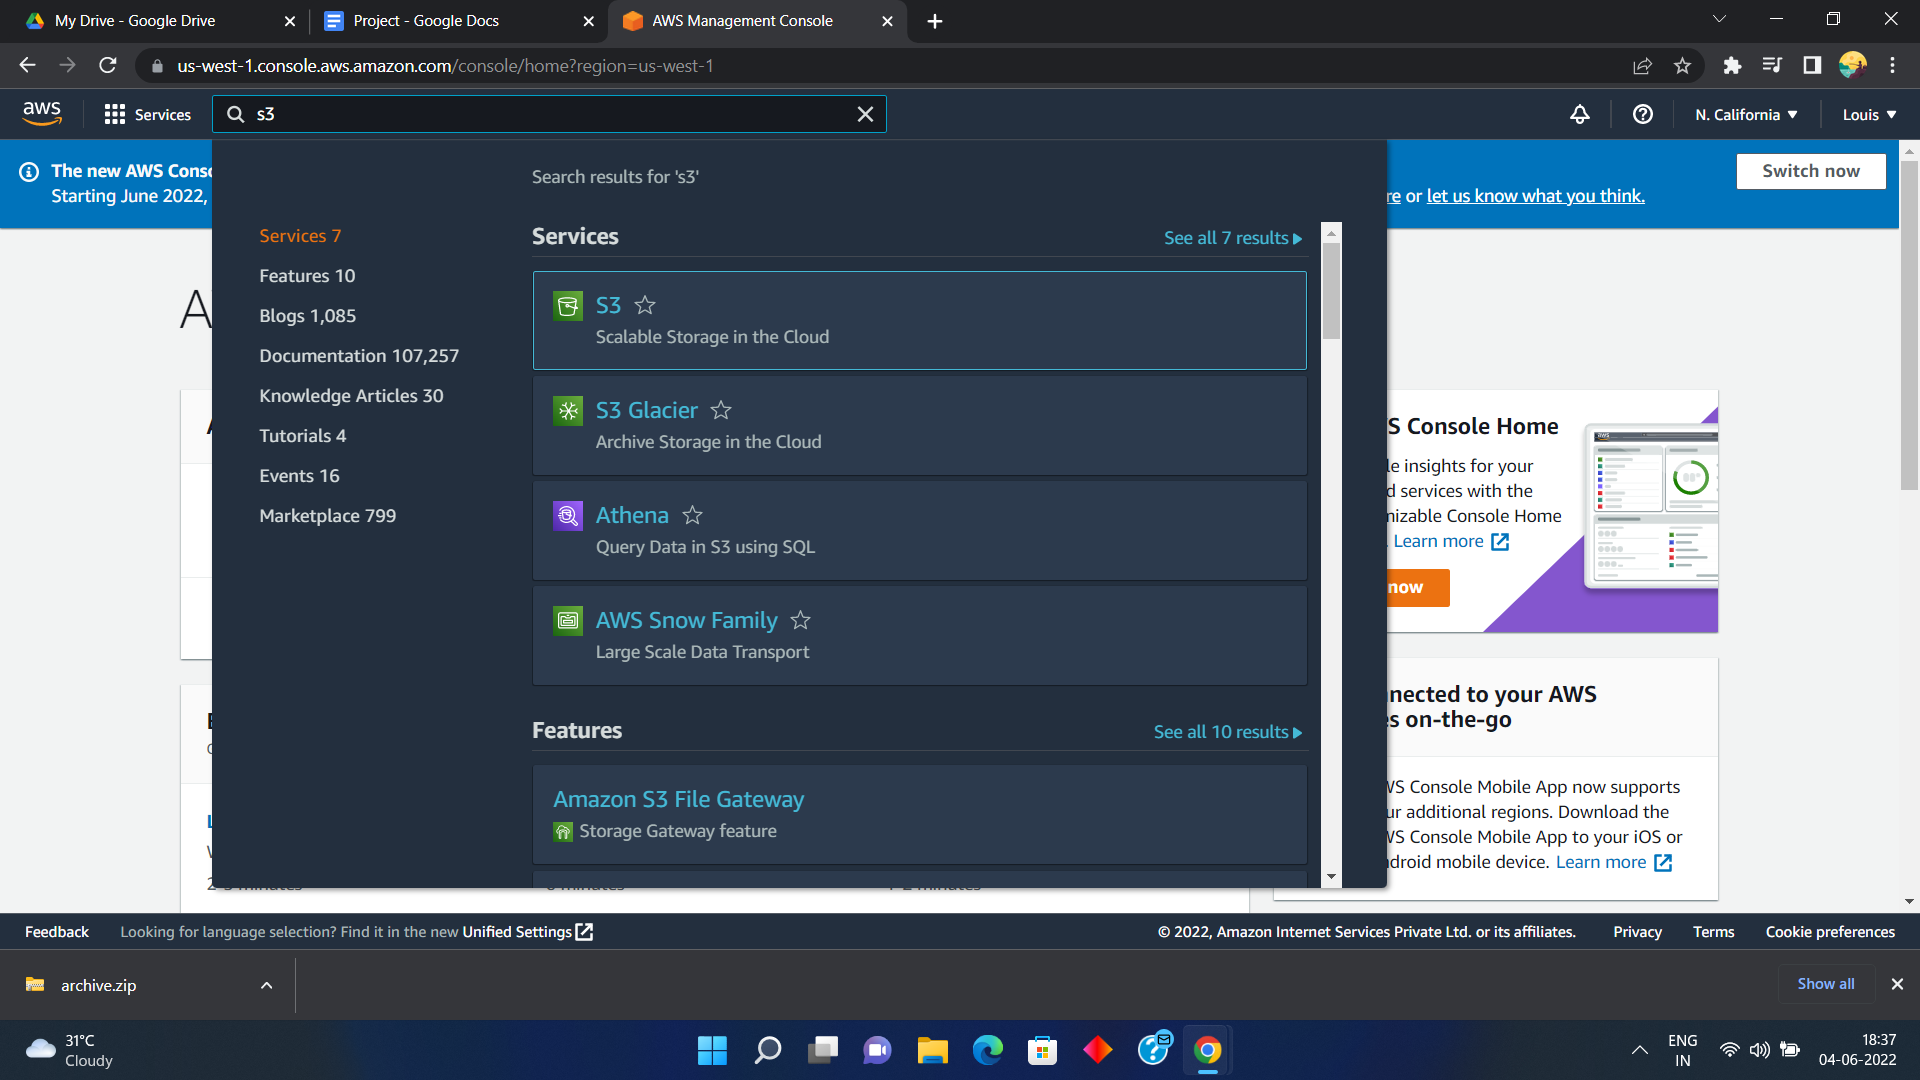 My Drive - Google Drive
Project - Google Docs
AWS Management Console
us-west-1.console.aws.amazon.com/console/home?region=us-west-1
aws
Services
s3
N. California
Louis
The new AWS Conso
Starting June 2022,
re or let us know what you think.
Switch now
Search results for 's3'
Services 7
Features 10
Blogs 1,085
Documentation 107,257
Knowledge Articles 30
Tutorials 4
Events 16
Marketplace 799
Services
See all 7 results
S3
Scalable Storage in the Cloud
S3 Glacier
Archive Storage in the Cloud
Athena
Query Data in S3 using SQL
AWS Snow Family
Large Scale Data Transport
Features
See all 10 results
Amazon S3 File Gateway
Storage Gateway feature
S Console Home
le insights for your
d services with the
nizable Console Home
. Learn more
now
nnected to your AWS
es on-the-go
WS Console Mobile App now supports
ur additional regions. Download the
WS Console Mobile App to your iOS or
ndroid mobile device. Learn more
Feedback
Looking for language selection? Find it in the new Unified Settings
© 2022, Amazon Internet Services Private Ltd. or its affiliates.
Privacy
Terms
Cookie preferences
archive.zip
Show all
31°C
Cloudy
ENG
IN
18:37
04-06-2022